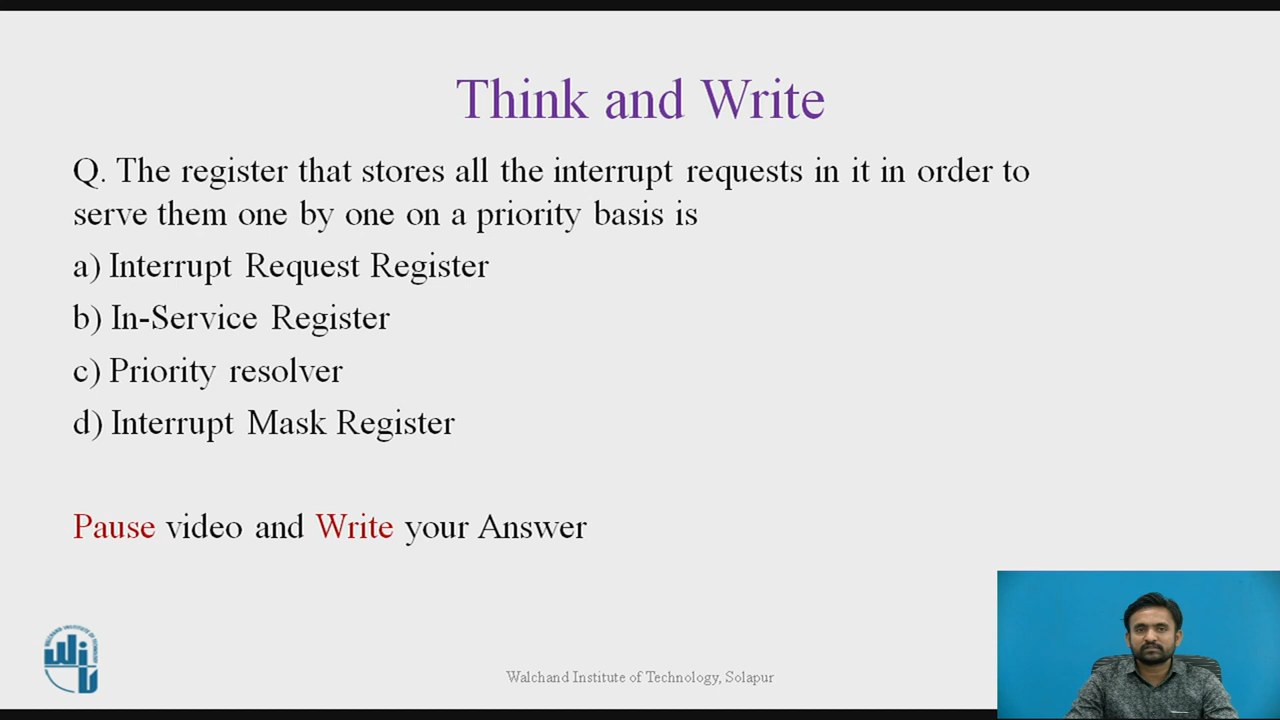 Think and Write
Q. The register that stores all the interrupt requests in it in order to
serve them one by one on a priority basis is
a) Interrupt Request Register
b) In-Service Register
c) Priority resolver
d) Interrupt Mask Register
Pause video and Write your Answer
Walchand Institute of Technology, Solapur